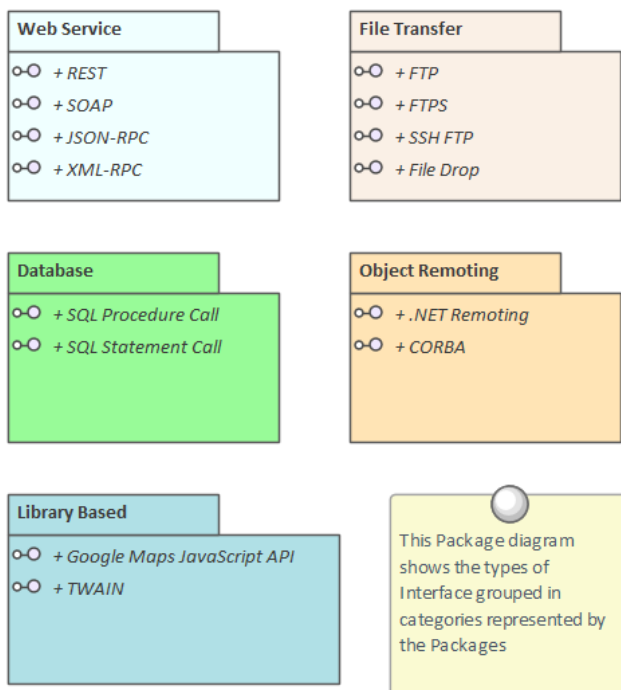 Web Service
+ REST
+ SOAP
+ JSON-RPC
+ XML-RPC
File Transfer
+ FTP
+ FTPS
+ SSH FTP
+ File Drop
Database
+ SQL Procedure Call
+ SQL Statement Call
Object Remoting
+ .NET Remoting
+ CORBA
Library Based
+ Google Maps JavaScript API
+ TWAIN
This Package diagram
shows the types of
Interface grouped in
categories represented by
the Packages